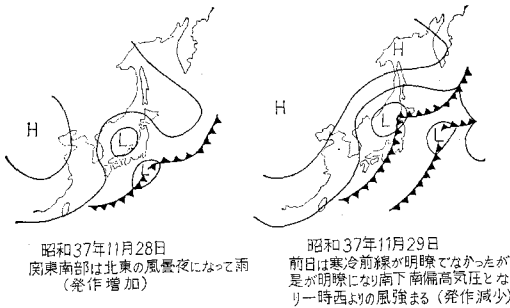 H
L
L
昭和37年11月28日
関東南部は北東の風曇夜になって雨
(発作増加)
H
H
L
L
昭和37年11月29日
前日は寒冷前線が明瞭でなかったが
是が明瞭になり南下南偏高気圧とな
り一時西よりの風強まる(発作減少)